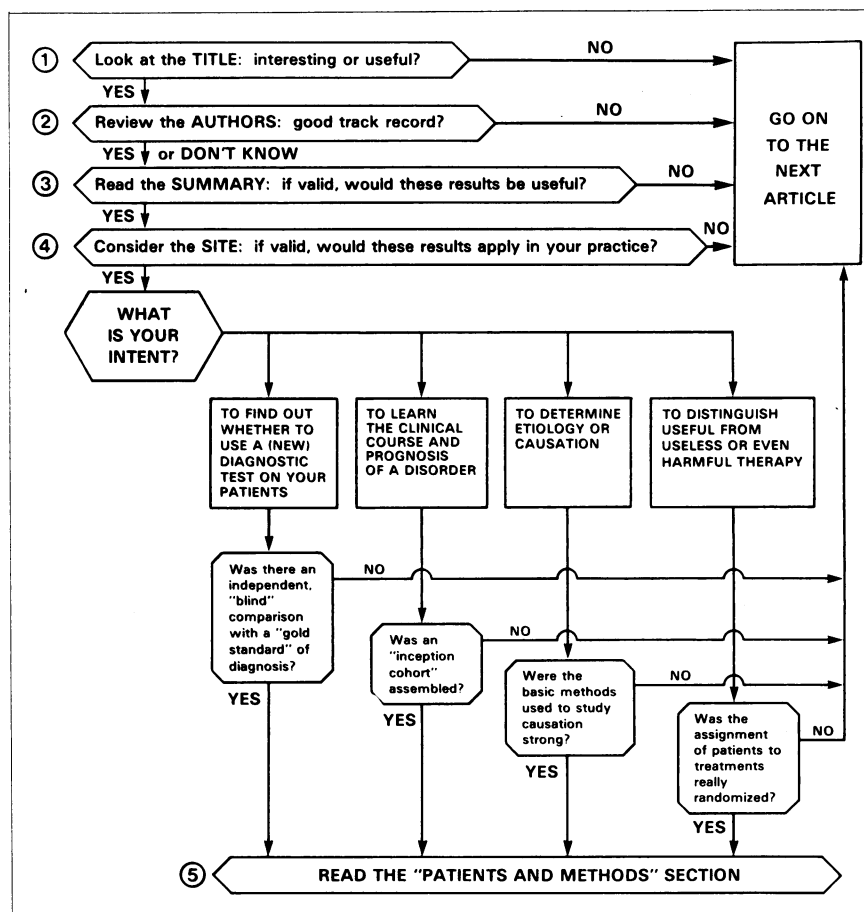 1 Look at the TITLE: interesting or useful?
NO
YES
2 Review the AUTHORS: good track record?
NO
YES or DON'T KNOW
3 Read the SUMMARY: if valid, would these results be useful?
NO
YES
4 Consider the SITE: if valid, would these results apply in your practice?
NO
YES
GO ON
TO THE
NEXT
ARTICLE
WHAT
IS YOUR
INTENT?
TO FIND OUT
WHETHER TO
USE A (NEW)
DIAGNOSTIC
TEST ON YOUR
PATIENTS
TO LEARN
THE CLINICAL
COURSE AND
PROGNOSIS
OF A DISORDER
TO DETERMINE
ETIOLOGY OR
CAUSATION
TO DISTINGUISH
USEFUL FROM
USELESS OR EVEN
HARMFUL THERAPY
Was there an
independent,
"blind"
comparison
with a "gold
standard" of
diagnosis?
NO
YES
Was an
"inception
cohort"
assembled?
NO
YES
Were the
basic methods
used to study
causation
strong?
NO
YES
Was the
assignment
of patients to
treatments
really
randomized?
NO
YES
5 READ THE "PATIENTS AND METHODS" SECTION